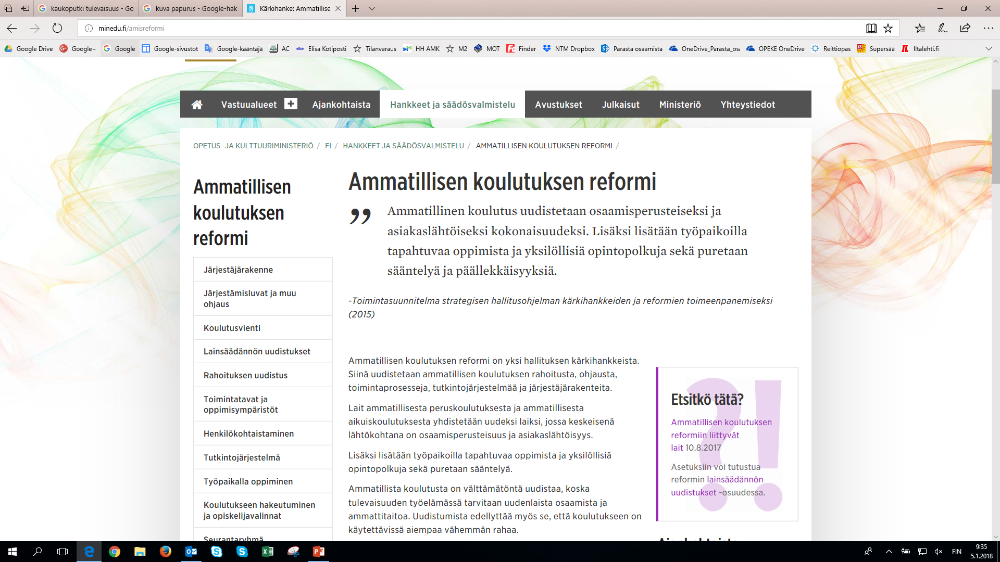 kaukoputki tulevaisuus - Go
kuva papurus - Google-hak
Kärkihanke: Ammatillise
minedu.fi/amisreformi
Google Drive
Google+
Google
Google-sivustot
Google-kääntäjä
AC
Elisa Kotiposti
Tilanvaraus
HH AMK
M2
MOT
Finder
NTM Dropbox
Parasta osaamista
OneDrive_Parasta_osa
OPEKE OneDrive
Reittiopas
Supersää
Iltalehti.fi
Vastuualueet
Ajankohtaista
Hankkeet ja säädösvalmistelu
Avustukset
Julkaisut
Ministeriö
Yhteystiedot
OPETUS- JA KULTTUURIMINISTERIÖ / FI / HANKKEET JA SÄÄDÖSVALMISTELU / AMMATILLISEN KOULUTUKSEN REFORMI /
Ammatillisen
koulutuksen
reformi
Järjestäjärakenne
Järjestämisluvat ja muu
ohjaus
Koulutusvienti
Lainsäädännön uudistukset
Rahoituksen uudistus
Toimintatavat ja
oppimisympäristöt
Henkilökohtaistaminen
Tutkintojärjestelmä
Työpaikalla oppiminen
Koulutukseen hakeutuminen
ja opiskelijavalinnat
Seurantaryhmä
Ammatillisen koulutuksen reformi
” Ammatillinen koulutus uudistetaan osaamisperusteiseksi ja
asiakaslähtöiseksi kokonaisuudeksi. Lisäksi lisätään työpaikoilla
tapahtuvaa oppimista ja yksilöllisiä opintopolkuja sekä puretaan
sääntelyä ja päällekkäisyyksiä.
-Toimintasuunnitelma strategisen hallitusohjelman kärkihankkeiden ja reformien toimeenpanemiseksi
(2015)
Ammatillisen koulutuksen reformi on yksi hallituksen kärkihankkeista.
Siinä uudistetaan ammatillisen koulutuksen rahoitusta, ohjausta,
toimintaprosesseja, tutkintojärjestelmää ja järjestäjärakenteita.
Lait ammatillisesta peruskoulutuksesta ja ammatillisesta
aikuiskoulutuksesta yhdistetään uudeksi laiksi, jossa keskeisenä
lähtökohtana on osaamisperusteisuus ja asiakaslähtöisyys.
Lisäksi lisätään työpaikoilla tapahtuvaa oppimista ja yksilöllisiä
opintopolkuja sekä puretaan sääntelyä.
Ammatillista koulutusta on välttämätöntä uudistaa, koska
tulevaisuuden työelämässä tarvitaan uudenlaista osaamista ja
ammattitaitoa. Uudistumista edellyttää myös se, että koulutukseen on
käytettävissä aiempaa vähemmän rahaa.
?!
Etsitkö tätä?
Ammatillisen koulutuksen
reformiin liittyvät
lait 10.8.2017
Asetuksiin voi tutustua
reformin lainsäädännön
uudistukset -osuudessa.
Ajankohtaista
FIN
9:35
5.1.2018